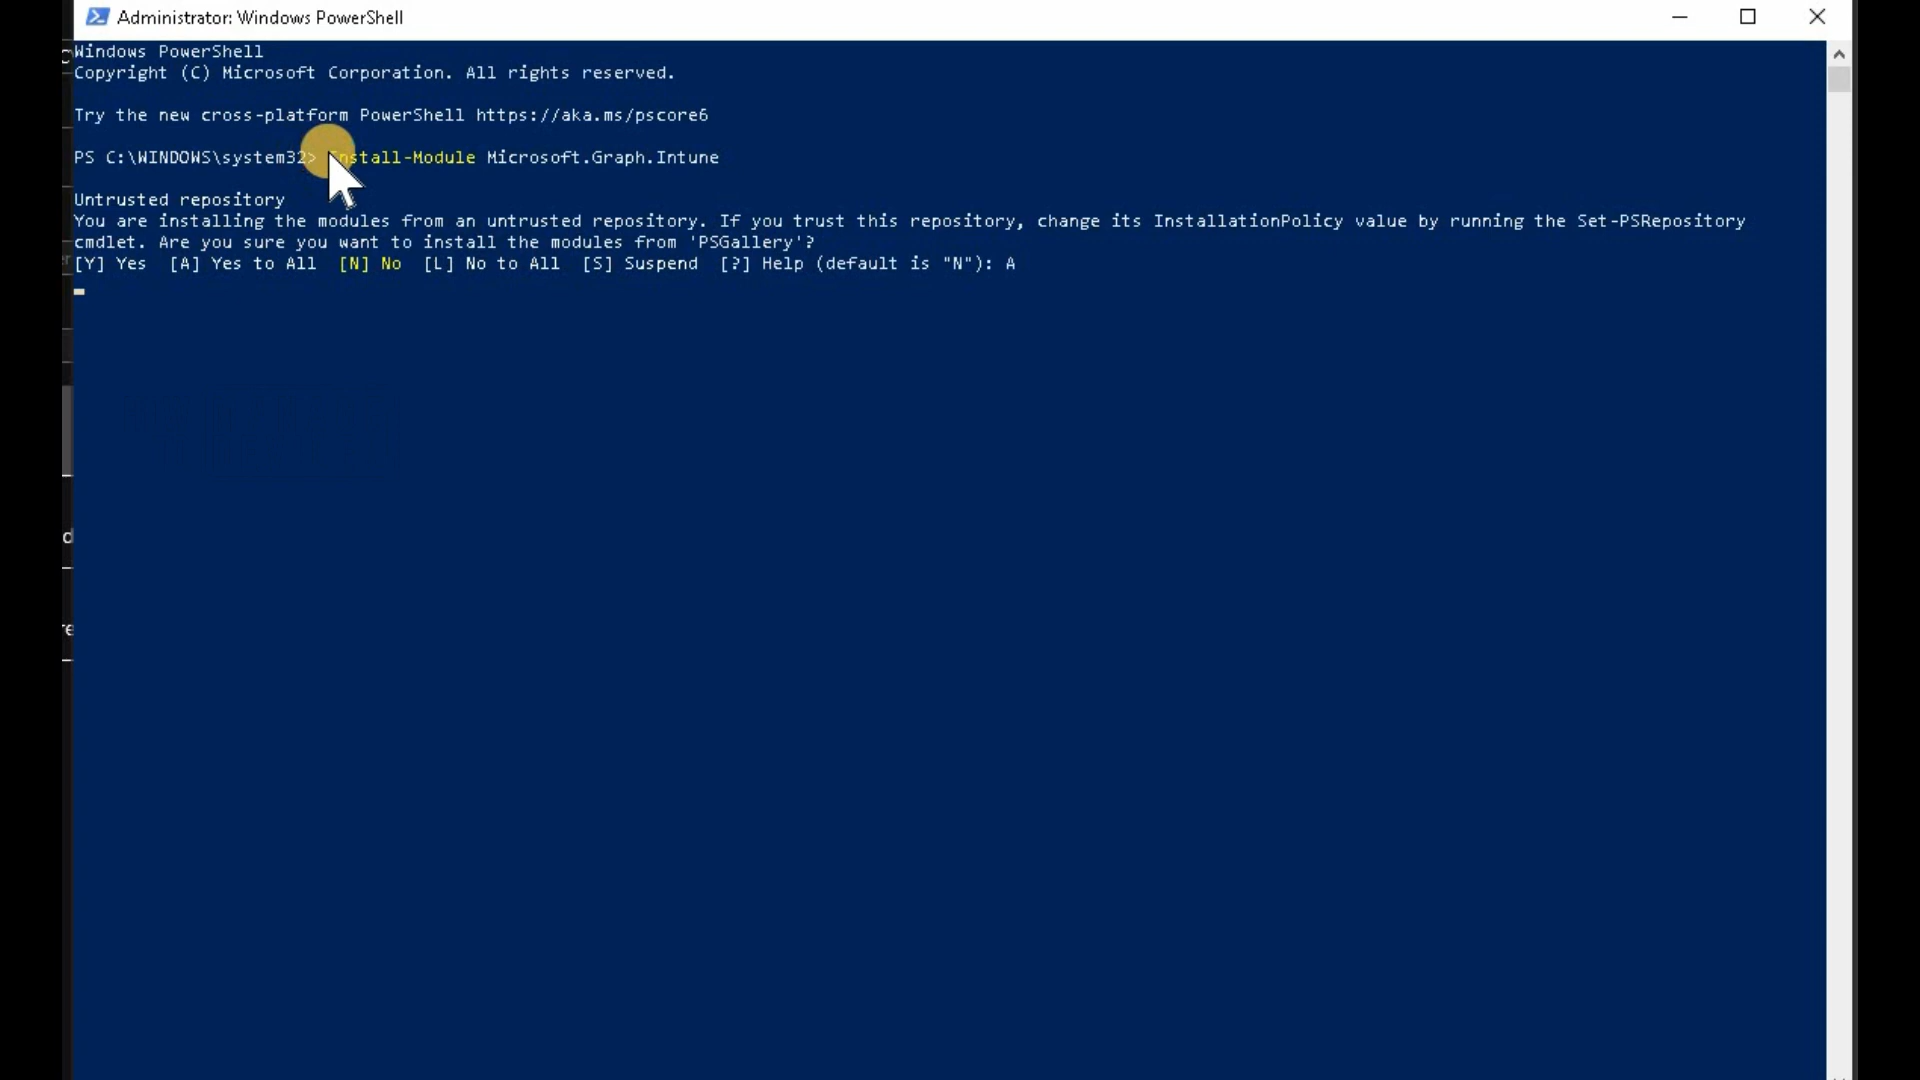 Administrator: Windows PowerShell
Windows PowerShell
Copyright (C) Microsoft Corporation. All rights reserved.
Try the new cross-platform PowerShell https://aka.ms/pscore6
PS C:\WINDOWS\system32> Install-Module Microsoft.Graph.Intune
Untrusted repository
You are installing the modules from an untrusted repository. If you trust this repository, change its InstallationPolicy value by running the Set-PSRepository
cmdlet. Are you sure you want to install the modules from 'PSGallery'?
[Y] Yes  [A] Yes to All  [N] No  [L] No to All  [S] Suspend  [?] Help (default is "N"): A